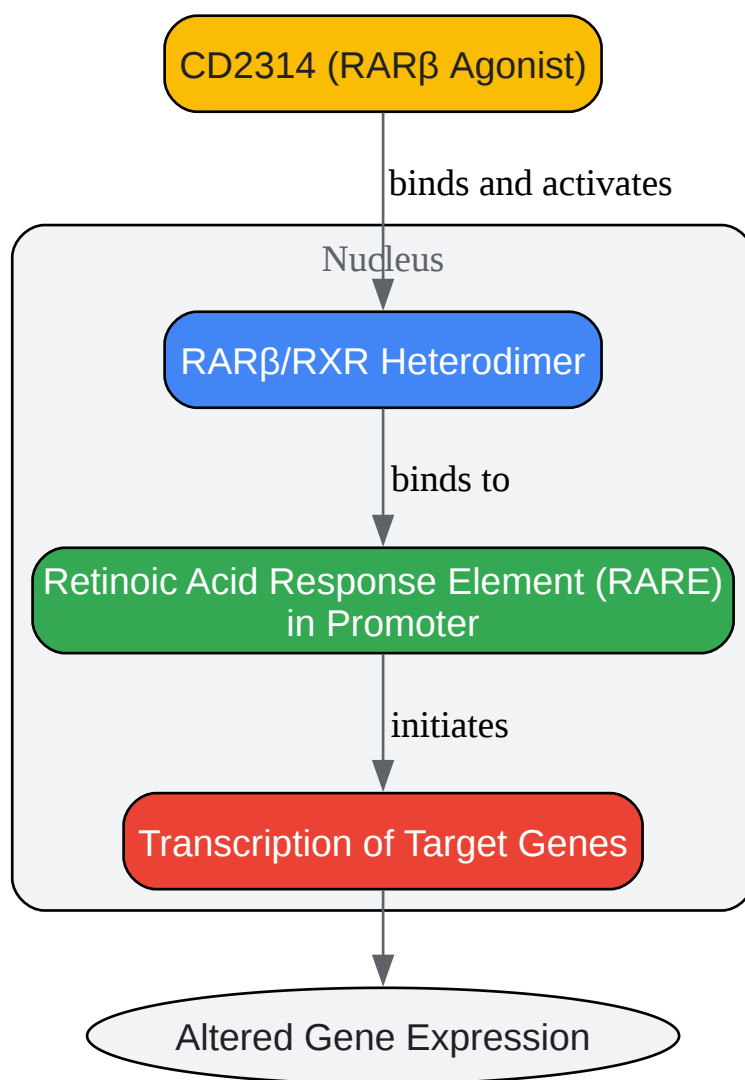 CD2314 (RARβ Agonist)
binds and activates
Nucleus
RARβ/RXR Heterodimer
binds to
Retinoic Acid Response Element (RARE)
in Promoter
initiates
Transcription of Target Genes
Altered Gene Expression